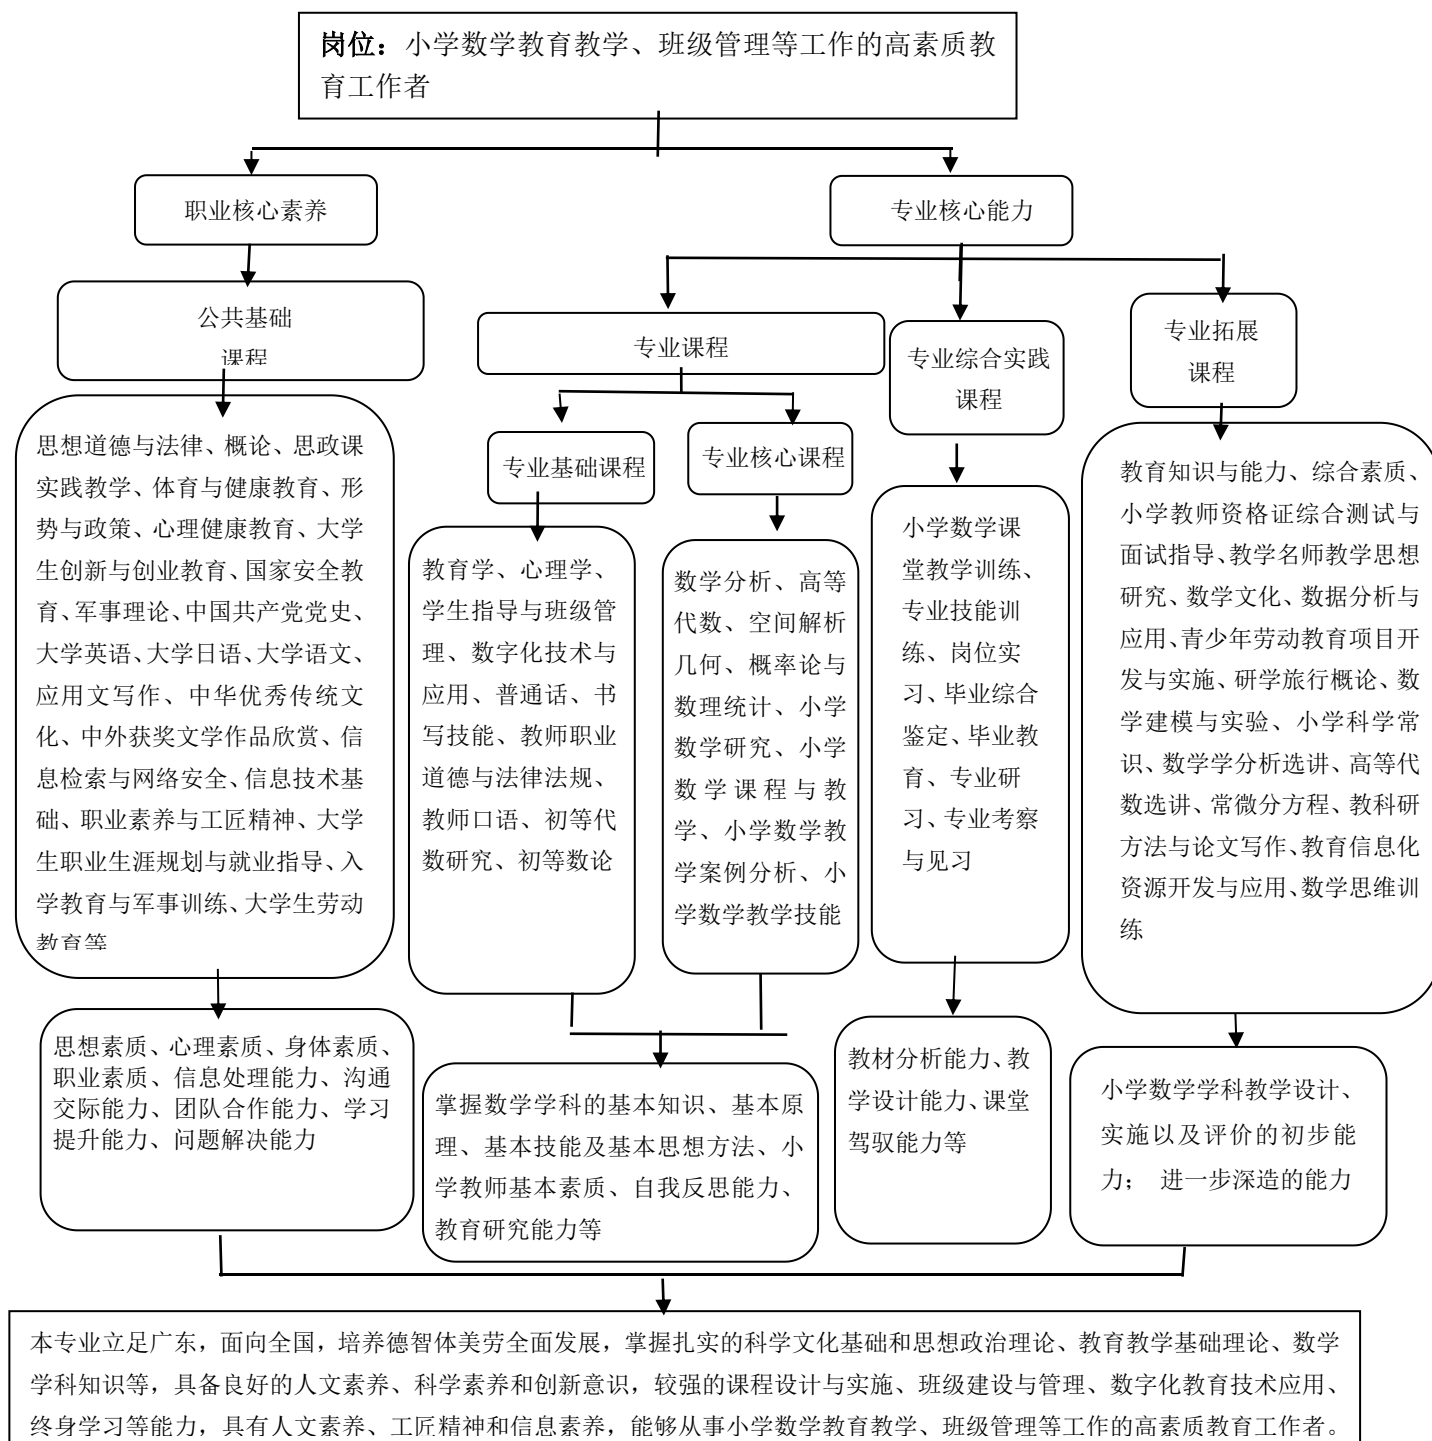 岗位：小学数学教育教学、班级管理等工作的高素质教
育工作者
职业核心素养
专业核心能力
公共基础
课程
专业课程
专业综合实践
课程
专业拓展
课程
专业基础课程
专业核心课程
思想道德与法律、概论、思政课
实践教学、体育与健康教育、形
势与政策、心理健康教育、大学
生创新与创业教育、国家安全教
育、军事理论、中国共产党党史、
大学英语、大学日语、大学语文、
应用文写作、中华优秀传统文
化、中外获奖文学作品欣赏、信
息检索与网络安全、信息技术基
础、职业素养与工匠精神、大学
生职业生涯规划与就业指导、入
学教育与军事训练、大学生劳动
教育等
教育学、心理学、
学生指导与班级管
理、数字化技术与
应用、普通话、书
写技能、教师职业
道德与法律法规、
教师口语、初等代
数研究、初等数论
数学分析、高等
代数、空间解析
几何、概率论与
数理统计、小学
数学研究、小学
数学课程与教
学、小学数学教
学案例分析、小
学数学教学技能
小学数学课
堂教学训练、
专业技能训
练、岗位实
习、毕业综合
鉴定、毕业教
育、专业研
习、专业考察
与见习
教育知识与能力、综合素质、
小学教师资格证综合测试与
面试指导、教学名师教学思想
研究、数学文化、数据分析与
应用、青少年劳动教育项目开
发与实施、研学旅行概论、数
学建模与实验、小学科学常
识、数学学分析选讲、高等代
数选讲、常微分方程、教科研
方法与论文写作、教育信息化
资源开发与应用、数学思维训
练
思想素质、心理素质、身体素质、
职业素质、信息处理能力、沟通
交际能力、团队合作能力、学习
提升能力、问题解决能力
掌握数学学科的基本知识、基本原
理、基本技能及基本思想方法、小
学教师基本素质、自我反思能力、
教育研究能力等
教材分析能力、教
学设计能力、课堂
驾驭能力等
小学数学学科教学设计、
实施以及评价的初步能
力； 进一步深造的能力
本专业立足广东，面向全国，培养德智体美劳全面发展，掌握扎实的科学文化基础和思想政治理论、教育教学基础理论、数学
学科知识等，具备良好的人文素养、科学素养和创新意识，较强的课程设计与实施、班级建设与管理、数字化教育技术应用、
终身学习等能力，具有人文素养、工匠精神和信息素养，能够从事小学数学教育教学、班级管理等工作的高素质教育工作者。